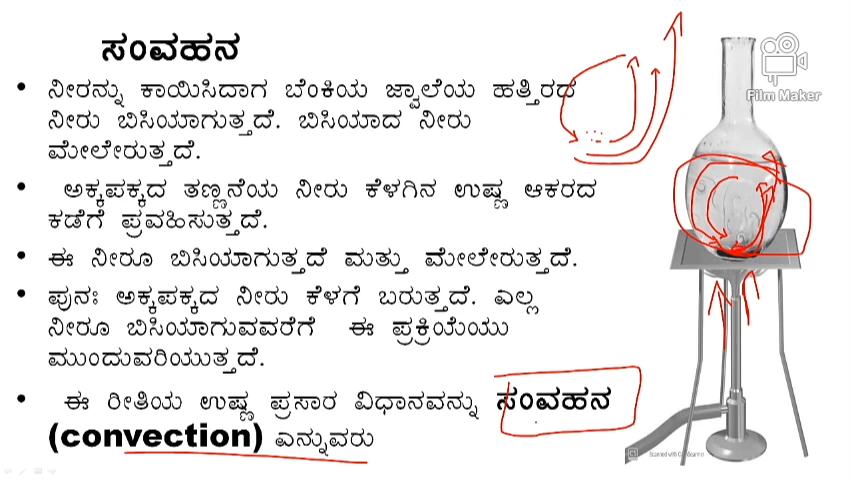 ಸಂವಹನ
• ನೀರನ್ನು ಕಾಯಿಸಿದಾಗ ಬೆಂಕಿಯ ಜ್ವಾಲೆಯ ಹತ್ತಿರದ
ನೀರು ಬಿಸಿಯಾಗುತ್ತದೆ. ಬಿಸಿಯಾದ ನೀರು
ಮೇಲೇರುತ್ತದೆ.
• ಅಕ್ಕಪಕ್ಕದ ತಣ್ಣನೆಯ ನೀರು ಕೆಳಗಿನ ಉಷ್ಣ ಆಕರದ
ಕಡೆಗೆ ಪ್ರವಹಿಸುತ್ತದೆ.
• ಈ ನೀರೂ ಬಿಸಿಯಾಗುತ್ತದೆ ಮತ್ತು ಮೇಲೇರುತ್ತದೆ.
• ಪುನಃ ಅಕ್ಕಪಕ್ಕದ ನೀರು ಕೆಳಗೆ ಬರುತ್ತದೆ. ಎಲ್ಲ
ನೀರೂ ಬಿಸಿಯಾಗುವವರೆಗೆ ಈ ಪ್ರಕ್ರಿಯೆಯು
ಮುಂದುವರಿಯುತ್ತದೆ.
• ಈ ರೀತಿಯ ಉಷ್ಣ ಪ್ರಸಾರ ವಿಧಾನವನ್ನು ಸಂವಹನ
(convection) ಎನ್ನುವರು
Film Maker